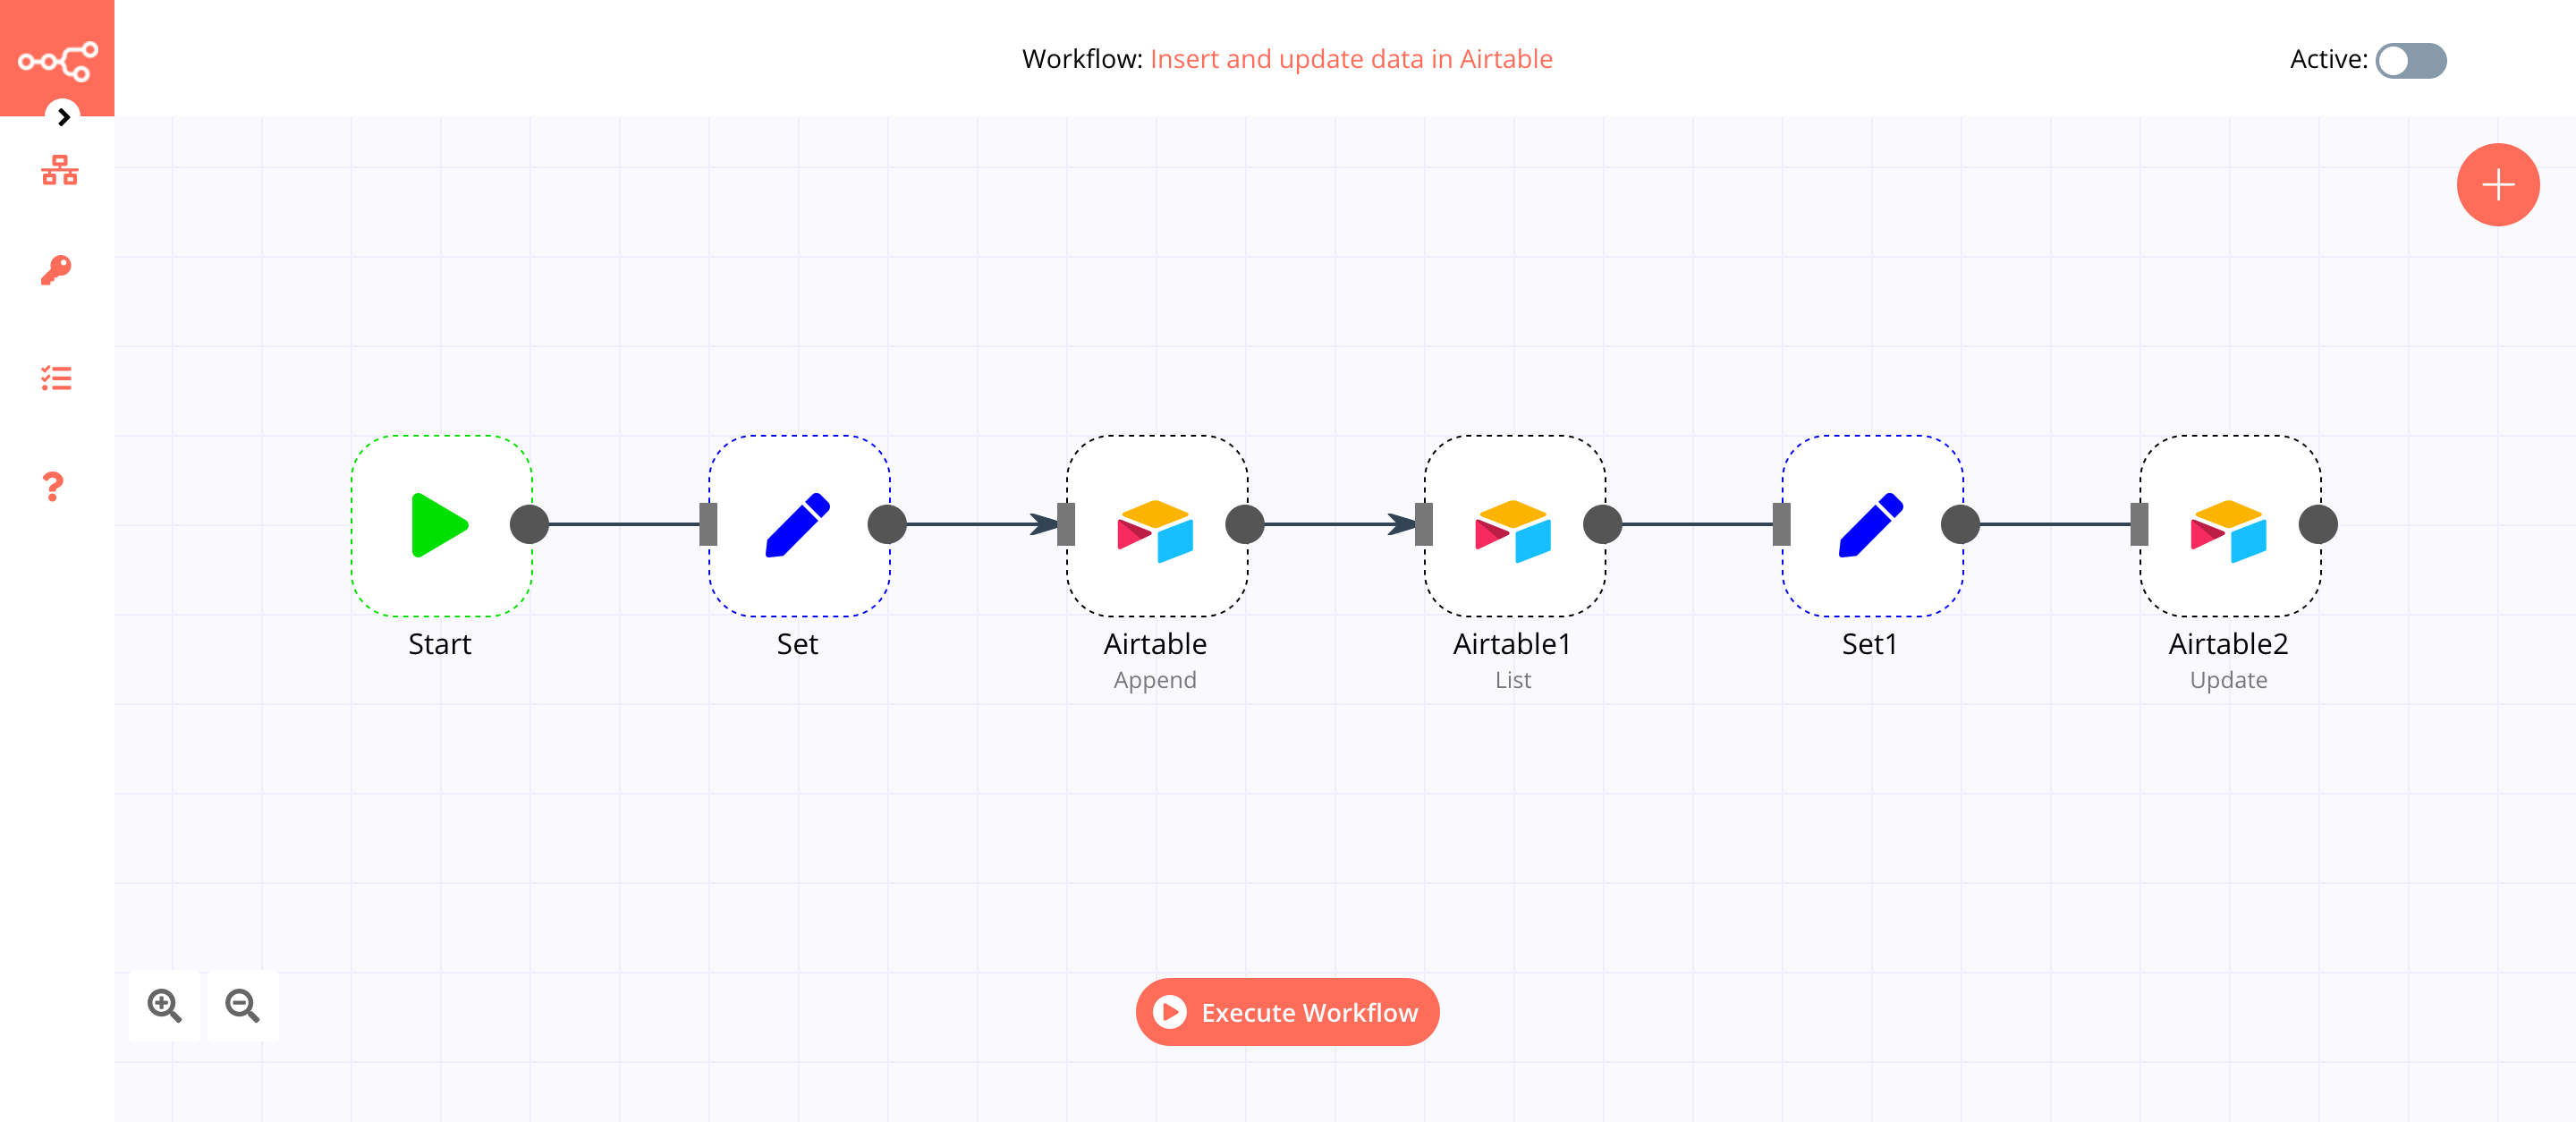 Workflow: Insert and update data in Airtable
Active:
Start
Set
Airtable
Append
Airtable1
List
Set1
Airtable2
Update
Execute Workflow